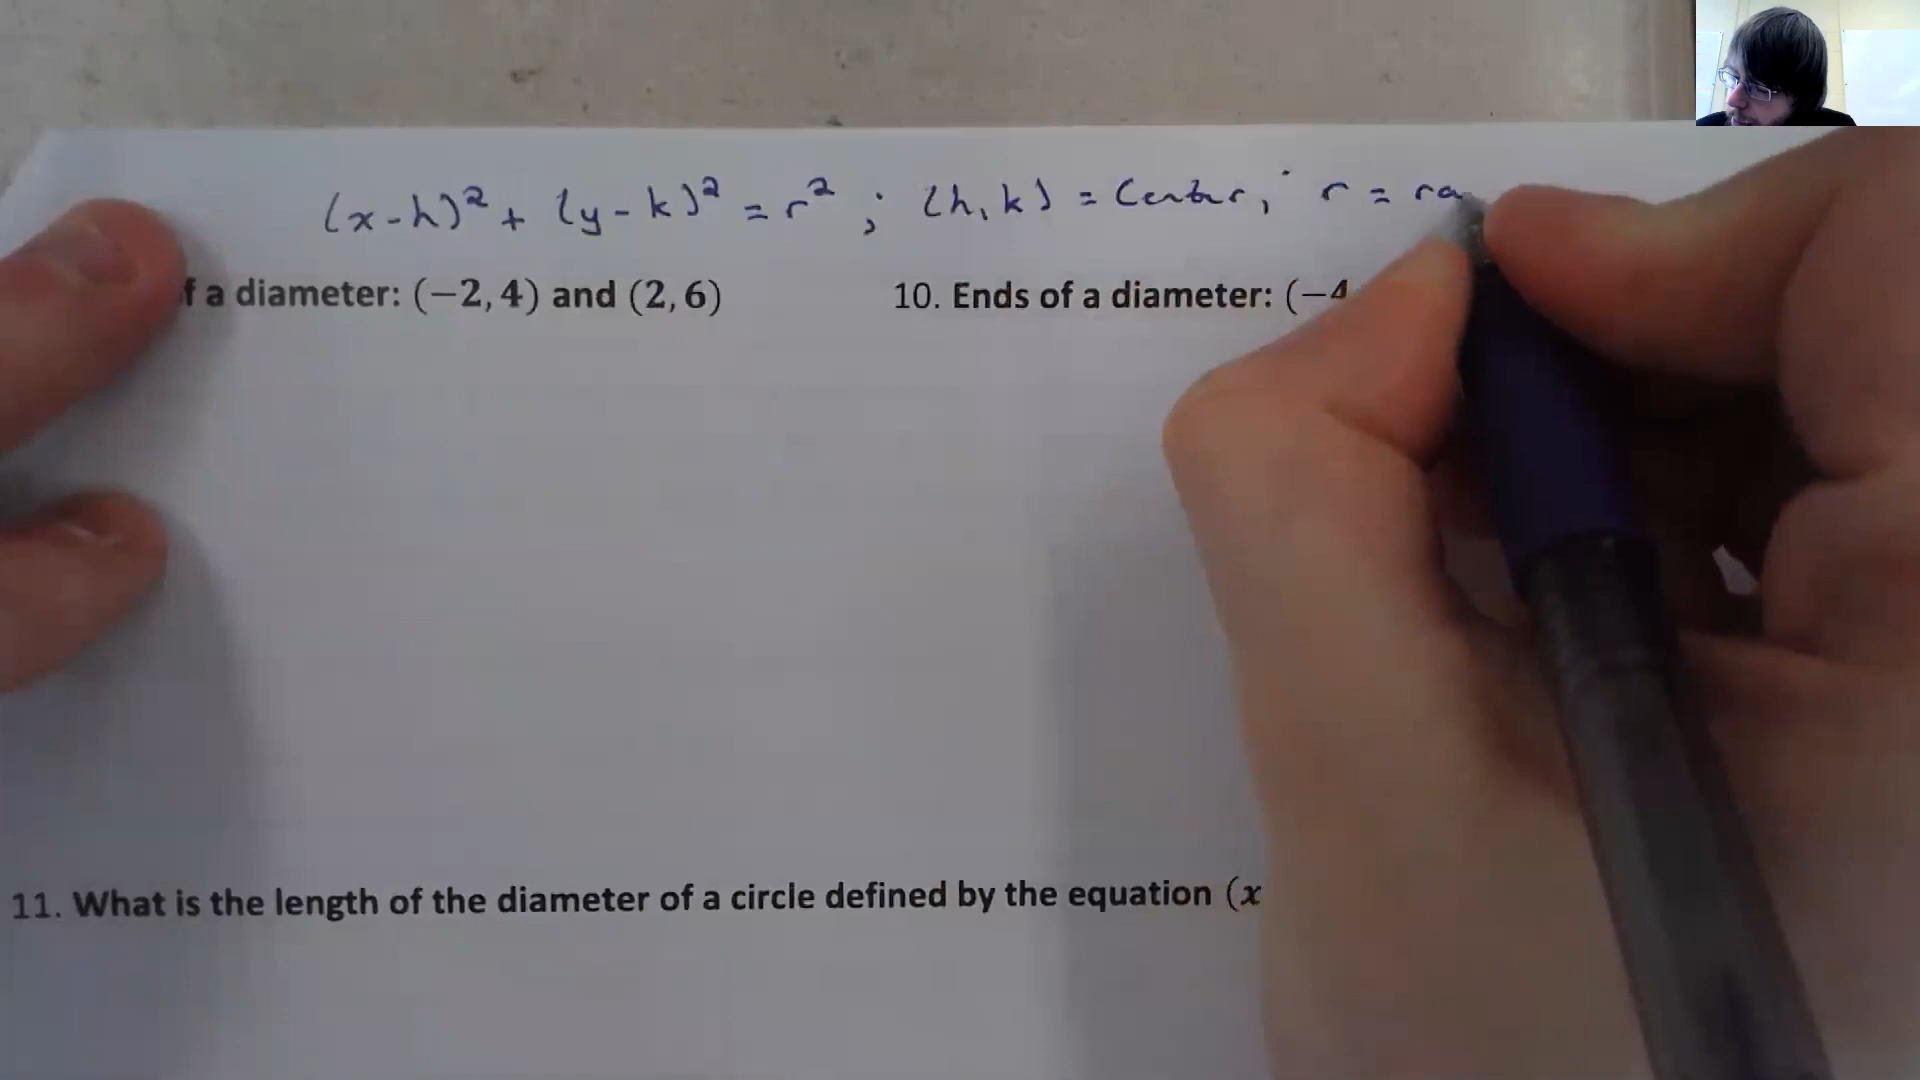 (x-h)² + (y-k)² = r² ; (h,k) = Center, r = ra
f a diameter: (−2, 4) and (2, 6)
10. Ends of a diameter: (−4
11. What is the length of the diameter of a circle defined by the equation (x